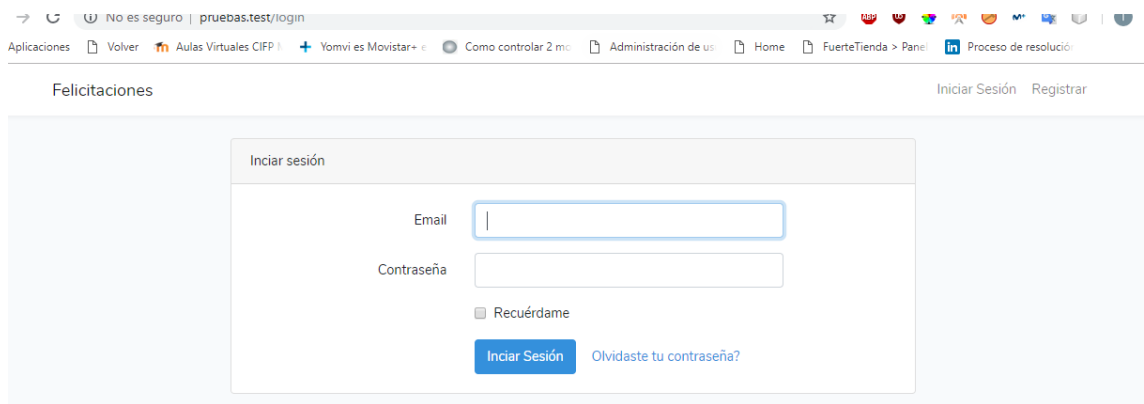 No es seguro | pruebas.test/login
ABP
Aplicaciones Volver Aulas Virtuales CIFP Yomvi es Movistar+ e Como controlar 2 mo Administración de us Home FuerteTienda > Pane Proceso de resolució
Felicitaciones Iniciar Sesión Registrar
Inciar sesión
Email
Contraseña
Recuérdame
Inciar Sesión Olvidaste tu contraseña?